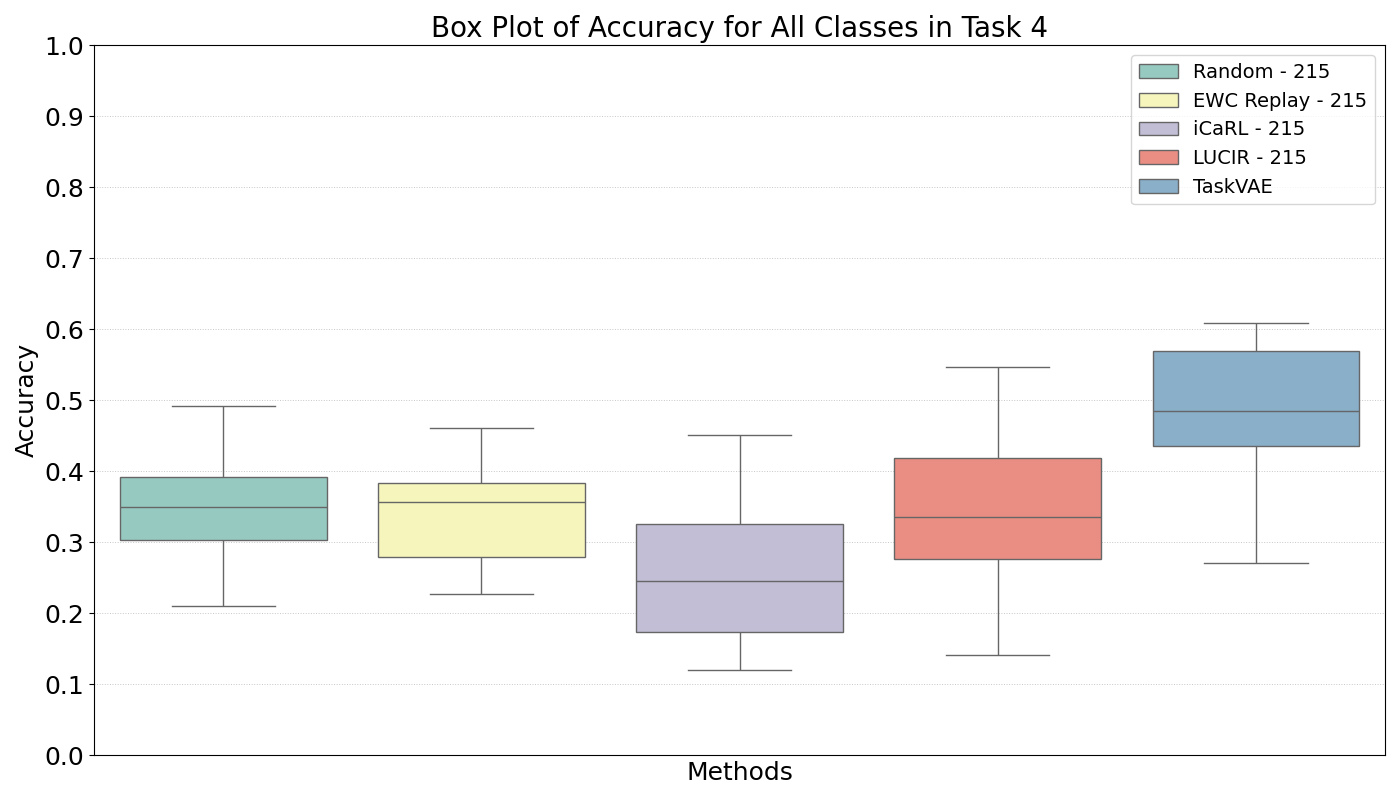 Box Plot of Accuracy for All Classes in Task 4
1.0
0.9
0.8
0.7
0.6
0.5
0.4
0.3
0.2
0.1
0.0
Accuracy
Methods
Random - 215
EWC Replay - 215
iCaRL - 215
LUCIR - 215
TaskVAE